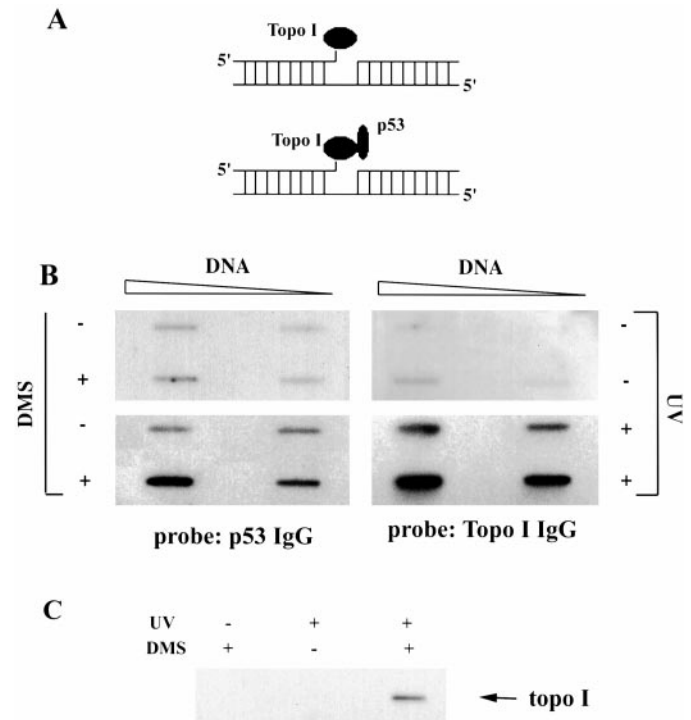 A
Topo I
5'
5'
p53
Topo I
5'
5'
B
DNA
DNA
DMS
-
+
-
+
-
-
+
+
UV
probe: p53 IgG
probe: Topo I IgG
C
UV - + +
DMS + - +
topo I